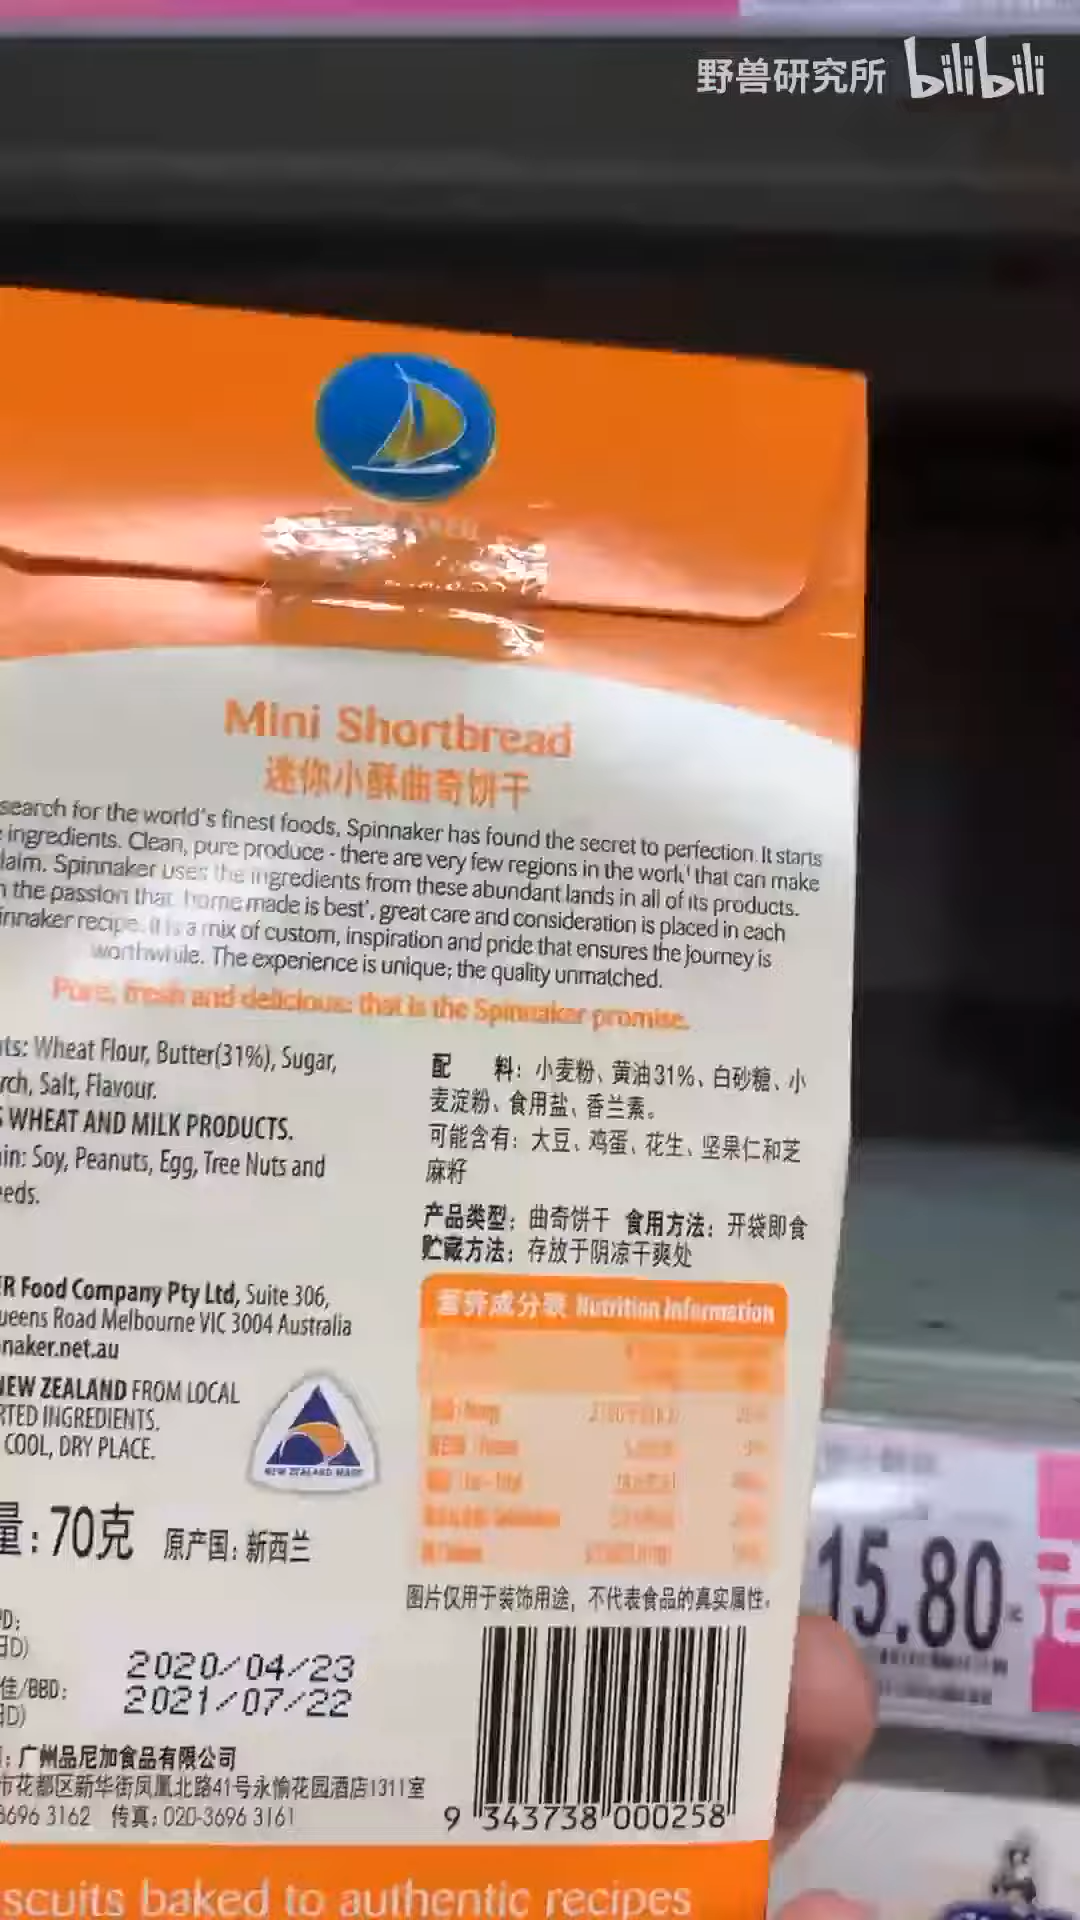 野兽研究所 bilibili
Mini Shortbread
迷你小酥曲奇饼干
search for the world's finest foods, Spinnaker has found the secret to perfection. It starts
ingredients. Clean, pure produce - there are very few regions in the world that can make
laim. Spinnaker uses the ingredients from these abundant lands in all of its products.
the passion that 'home made is best', great care and consideration is placed in each
innaker recipe. It is a mix of custom, inspiration and pride that ensures the journey is
worthwhile. The experience is unique; the quality unmatched.
Pure, fresh and delicious: that is the Spinnaker promise.
ts: Wheat Flour, Butter(31%), Sugar,
rch, Salt, Flavour.
S WHEAT AND MILK PRODUCTS.
in: Soy, Peanuts, Egg, Tree Nuts and
eds.
配 料：小麦粉、黄油31%、白砂糖、小
麦淀粉、食用盐、香兰素。
可能含有：大豆、鸡蛋、花生、坚果仁和芝
麻籽
产品类型：曲奇饼干 食用方法：开袋即食
贮藏方法：存放于阴凉干爽处
R Food Company Pty Ltd, Suite 306,
ueens Road Melbourne VIC 3004 Australia
naker.net.au
NEW ZEALAND FROM LOCAL
RTED INGREDIENTS.
COOL, DRY PLACE.
NEW ZEALAND MADE
营养成分表 Nutrition Information
量：70克 原产国：新西兰
图片仅用于装饰用途，不代表食品的真实属性。
PD:
2020/04/23
佳/BBD:
2021/07/22
：广州品尼加食品有限公司
市花都区新华街凤凰北路41号永愉花园酒店1311室
3696 3162 传真：020-3696 3161
9 343738 000258
scuits baked to authentic recipes
15.80